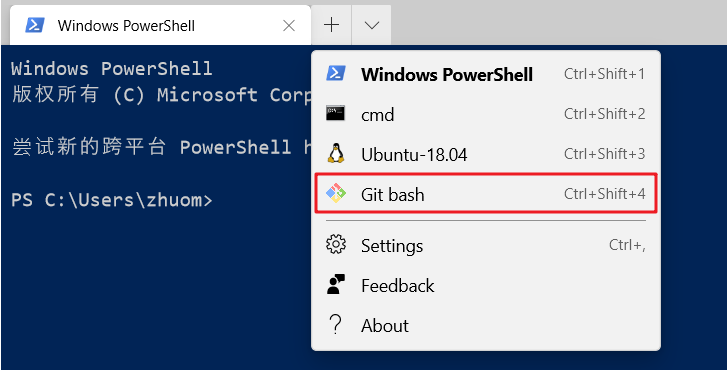 Windows PowerShell
Windows PowerShell
版权所有 (C) Microsoft Corp
尝试新的跨平台 PowerShell
PS C:\Users\zhuom>
Windows PowerShell Ctrl+Shift+1
cmd Ctrl+Shift+2
Ubuntu-18.04 Ctrl+Shift+3
Git bash Ctrl+Shift+4
Settings Ctrl+,
Feedback
About